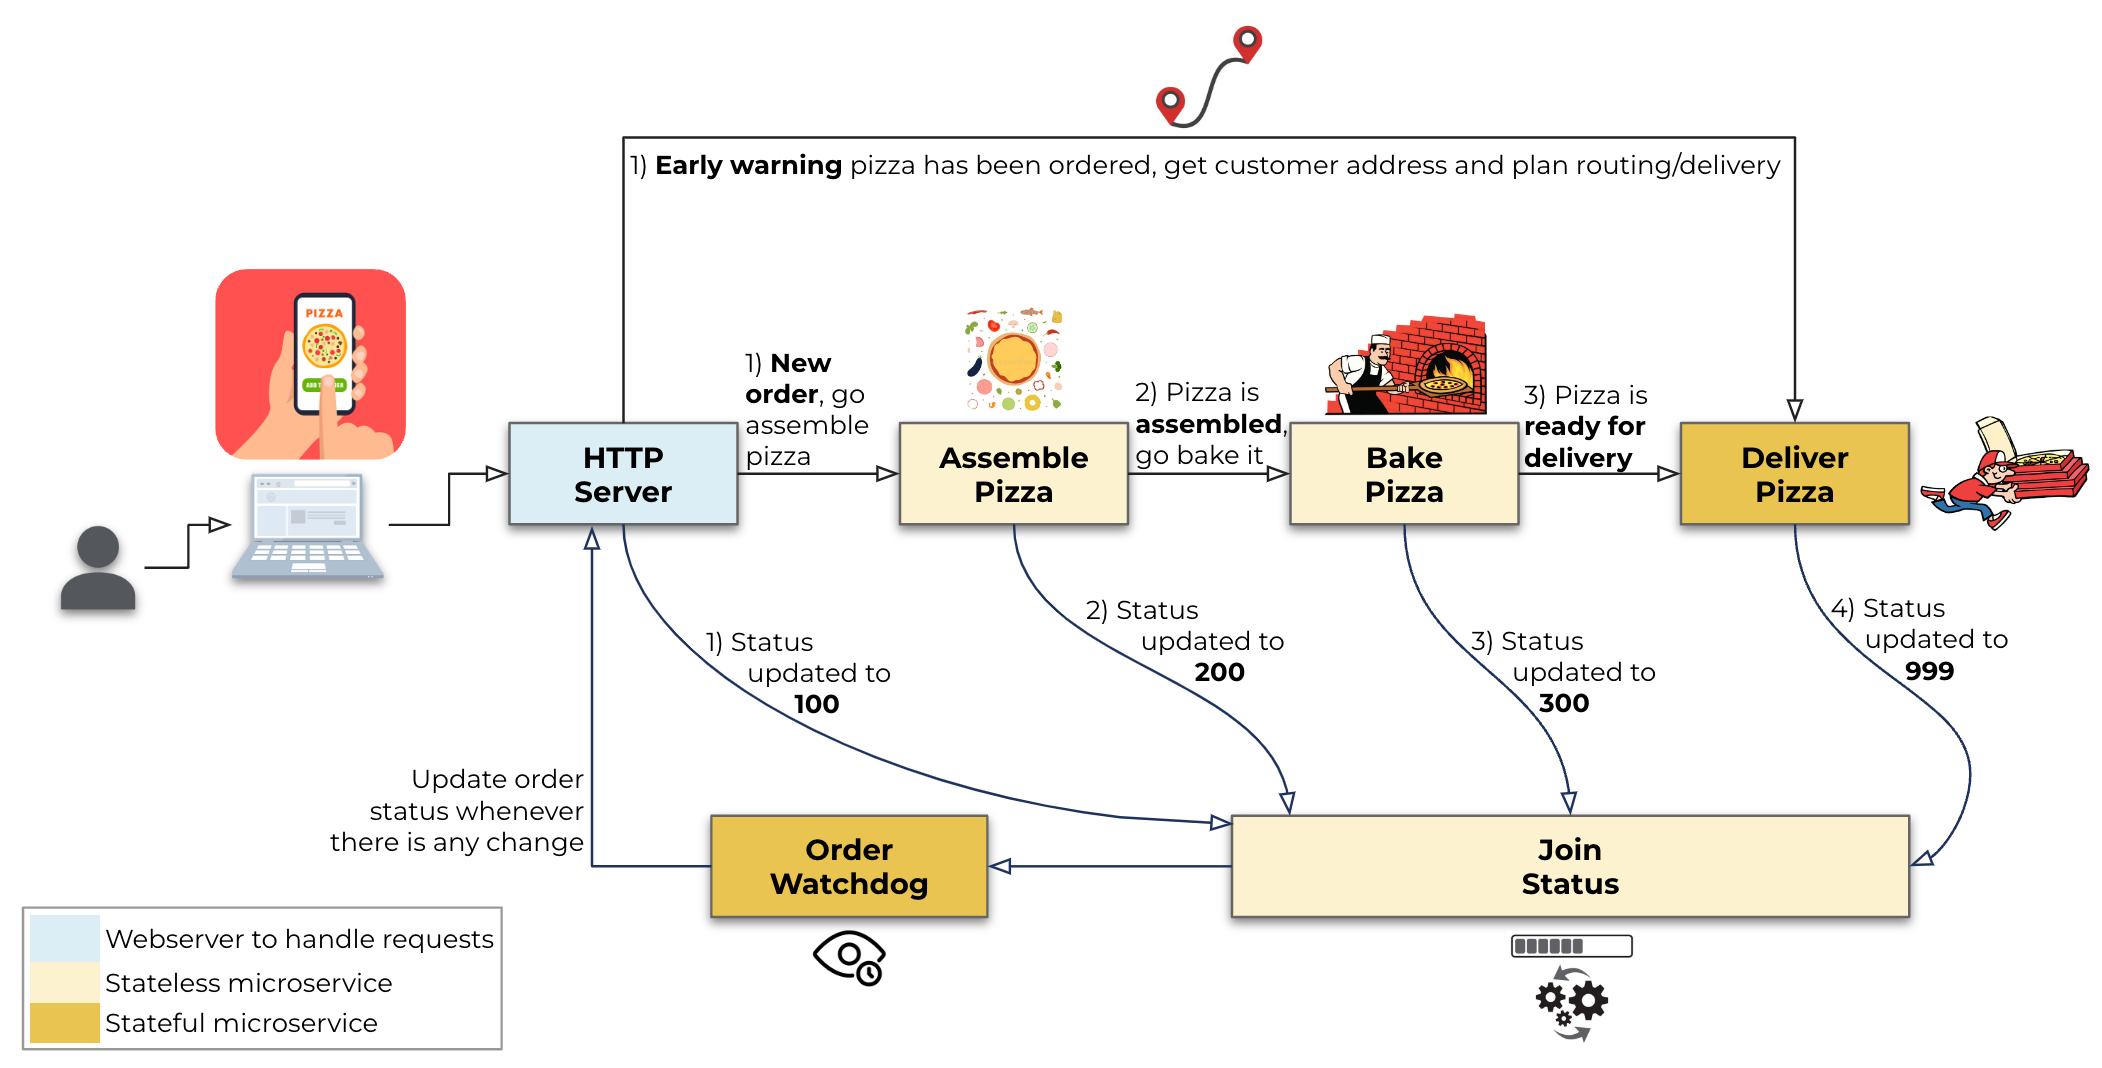 1) Early warning pizza has been ordered, get customer address and plan routing/delivery
PIZZA
1) New
order, go
assemble
pizza
2) Pizza is
assembled,
go bake it
3) Pizza is
ready for
delivery
HTTP
Server
Assemble
Pizza
Bake
Pizza
Deliver
Pizza
1) Status
updated to
100
2) Status
updated to
200
3) Status
updated to
300
4) Status
updated to
999
Update order
status whenever
there is any change
Order
Watchdog
Join
Status
Webserver to handle requests
Stateless microservice
Stateful microservice